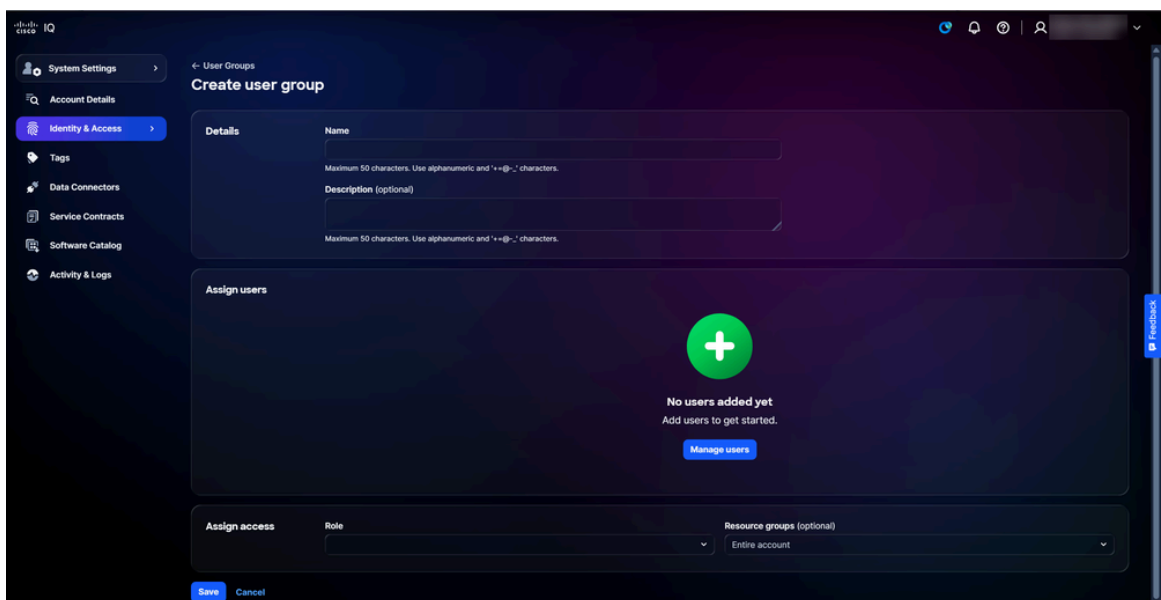 cisco IQ
System Settings
Account Details
Identity & Access
Tags
Data Connectors
Service Contracts
Software Catalog
Activity & Logs
← User Groups
Create user group
Details
Name
Maximum 50 characters. Use alphanumeric and '+=@-_' characters.
Description (optional)
Maximum 50 characters. Use alphanumeric and '+=@-_' characters.
Assign users
No users added yet
Add users to get started.
Manage users
Assign access
Role
Resource groups (optional)
Entire account
Save Cancel
Feedback